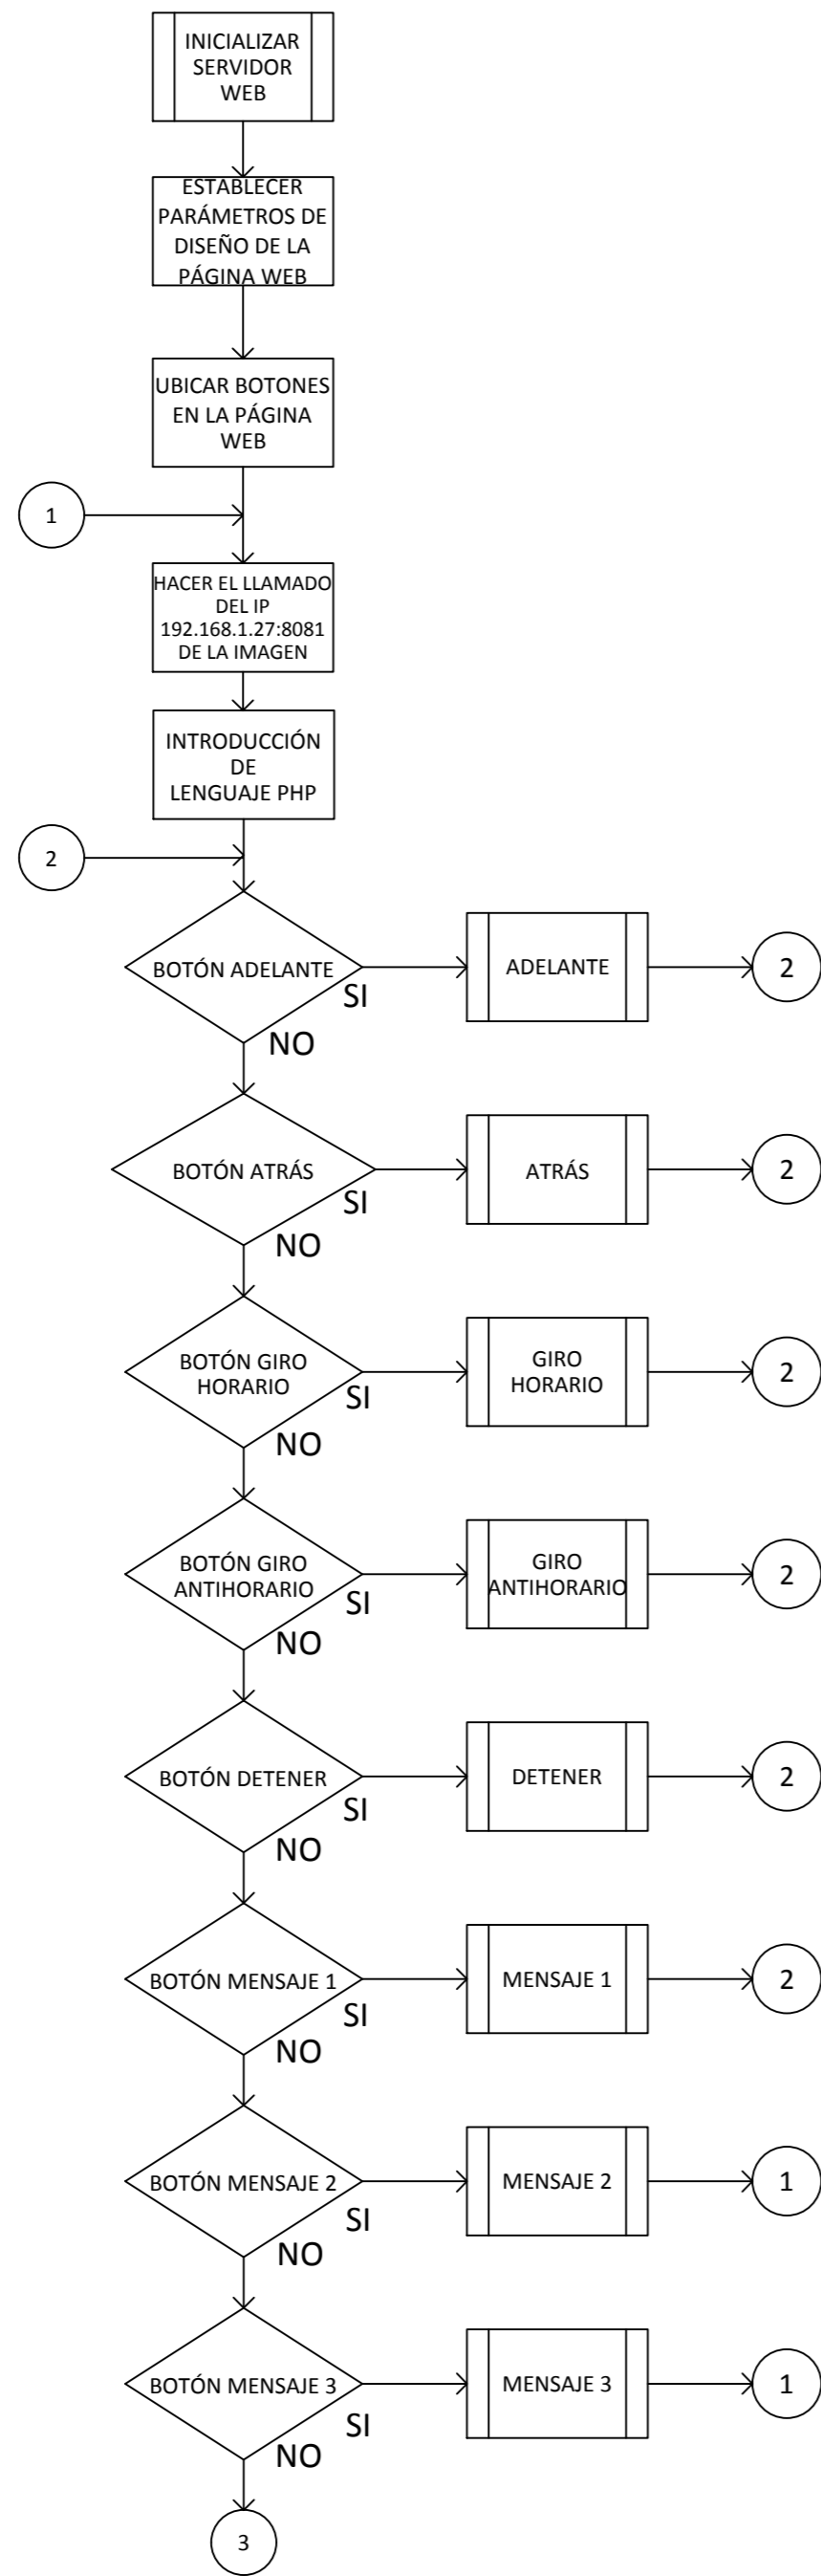 INICIALIZAR
SERVIDOR
WEB
ESTABLECER
PARÁMETROS DE
DISEÑO DE LA
PÁGINA WEB
UBICAR BOTONES
EN LA PÁGINA
WEB
1
HACER EL LLAMADO
DEL IP
192.168.1.27:8081
DE LA IMAGEN
INTRODUCCIÓN
DE
LENGUAJE PHP
2
BOTÓN ADELANTE
SI
NO
ADELANTE
2
BOTÓN ATRÁS
SI
NO
ATRÁS
2
BOTÓN GIRO
HORARIO
SI
NO
GIRO
HORARIO
2
BOTÓN GIRO
ANTIHORARIO
SI
NO
GIRO
ANTIHORARIO
2
BOTÓN DETENER
SI
NO
DETENER
2
BOTÓN MENSAJE 1
SI
NO
MENSAJE 1
2
BOTÓN MENSAJE 2
SI
NO
MENSAJE 2
1
BOTÓN MENSAJE 3
SI
NO
MENSAJE 3
1
3